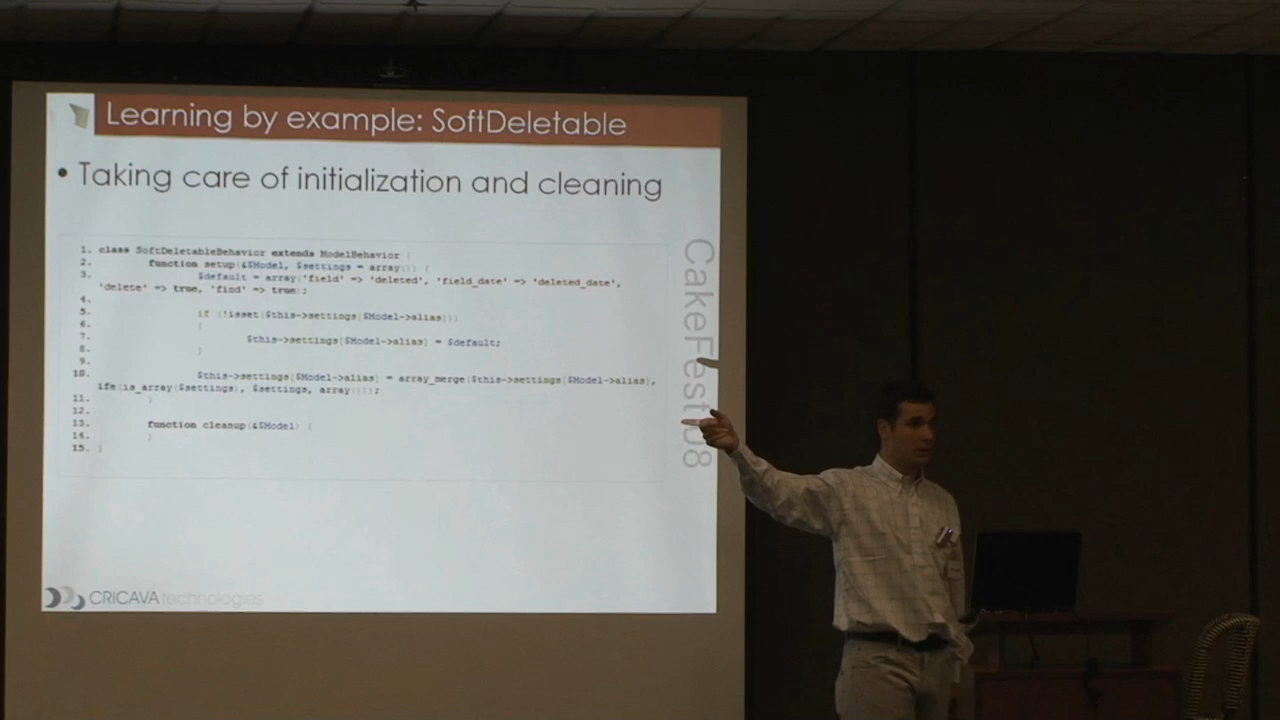 Learning by example: SoftDeletable
• Taking care of initialization and cleaning
1. class SoftDeletableBehavior extends ModelBehavior {
2. function setup(&$Model, $settings = array()) {
3. $default = array('field' => 'deleted', 'field_date' => 'deleted_date',
'delete' => true, 'find' => true);
4.
5. if (!isset($this->settings[$Model->alias]))
6. {
7. $this->settings[$Model->alias] = $default;
8. }
9.
10. $this->settings[$Model->alias] = array_merge($this->settings[$Model->alias],
ife(is_array($settings), $settings, array()));
11. }
12.
13. function cleanup(&$Model) {
14. }
15. }
CakeFest 08
CRICAVA technologies